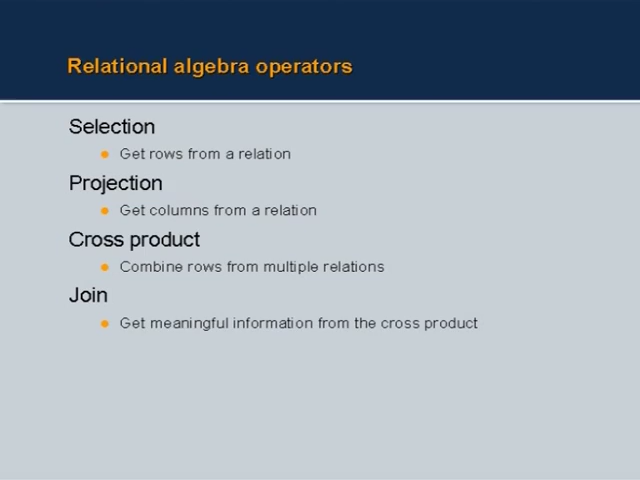 Relational algebra operators
Selection
Get rows from a relation
Projection
Get columns from a relation
Cross product
Combine rows from multiple relations
Join
Get meaningful information from the cross product